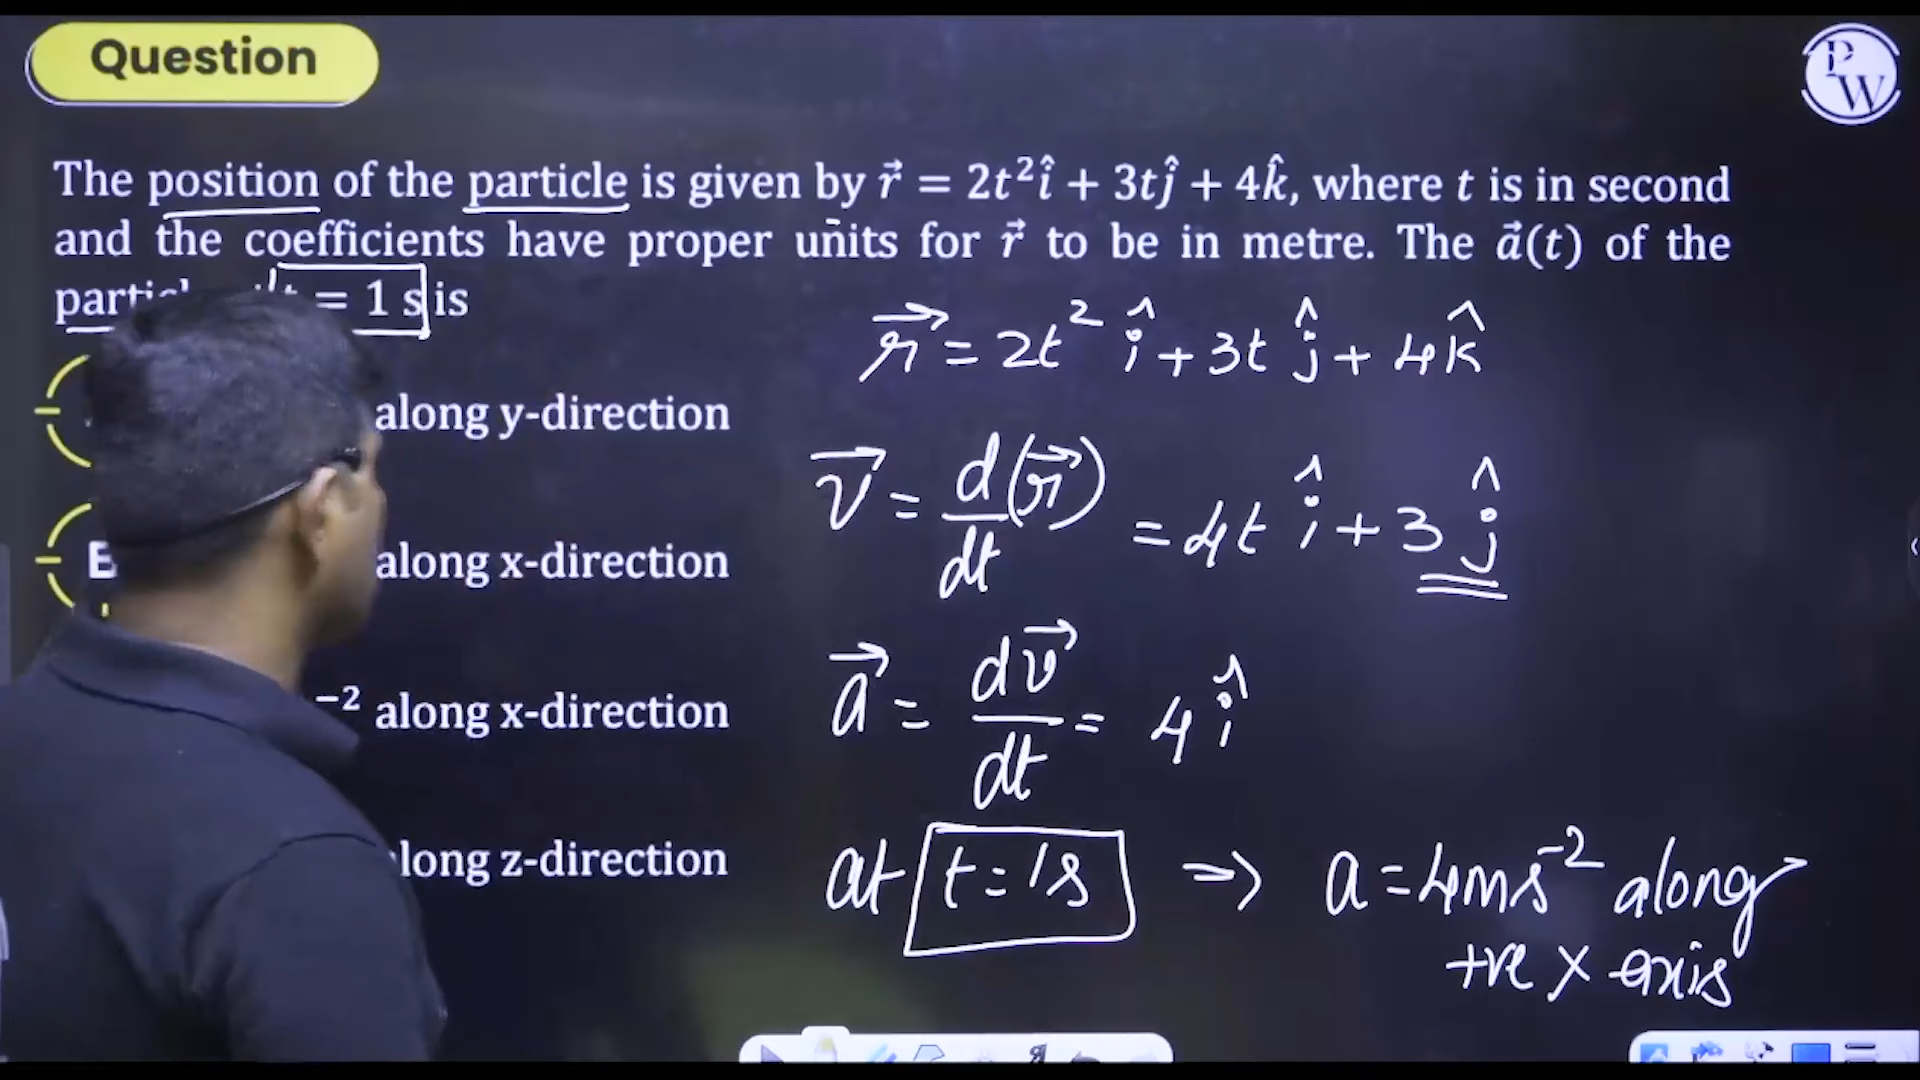 Question
PW
The position of the particle is given by r⃗ = 2t²î + 3tĵ + 4k̂, where t is in second
and the coefficients have proper units for r⃗ to be in metre. The a⃗(t) of the
t = 1 s is
along y-direction
along x-direction
⁻² along x-direction
along z-direction
r⃗ = 2t² î + 3t ĵ + 4k̂
v⃗ = d(r⃗)/dt = 4t î + 3 ĵ
a⃗ = dv⃗/dt = 4 î
at t = 1s ⇒ a = 4ms⁻² along
+ve x axis